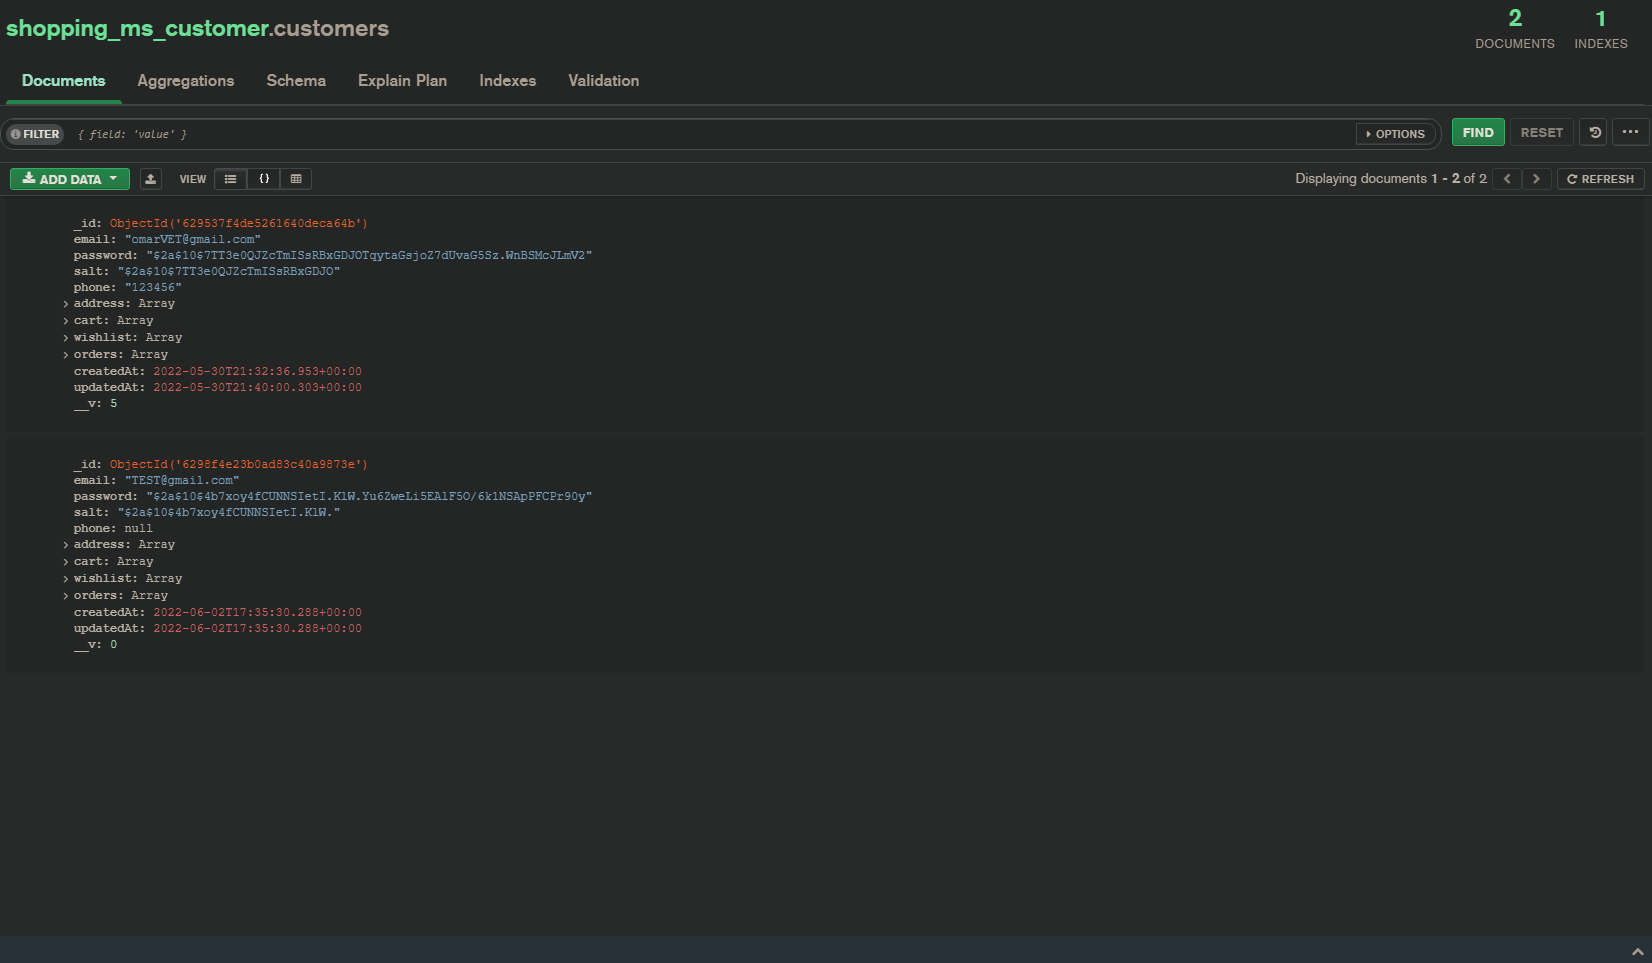 shopping_ms_customer.customers
2 DOCUMENTS
1 INDEXES
Documents Aggregations Schema Explain Plan Indexes Validation
FILTER { field: 'value' } OPTIONS FIND RESET
ADD DATA VIEW { } Displaying documents 1 - 2 of 2 REFRESH
_id: ObjectId('629537f4de5261640deca64b')
email: "omarVET@gmail.com"
password: "$2a$10$7TT3e0QJZcTmISsRBxGDJOTqytaGsjoZ7dUvaG5Sz.WnBSMcJLmV2"
salt: "$2a$10$7TT3e0QJZcTmISsRBxGDJO"
phone: "123456"
address: Array
cart: Array
wishlist: Array
orders: Array
createdAt: 2022-05-30T21:32:36.953+00:00
updatedAt: 2022-05-30T21:40:00.303+00:00
__v: 5
_id: ObjectId('6298f4e23b0ad83c40a9873e')
email: "TEST@gmail.com"
password: "$2a$10$4b7xoy4fCUNNSIetI.KlW.Yu6ZweLi5EAlF5O/6k1NSApPFCPr90y"
salt: "$2a$10$4b7xoy4fCUNNSIetI.KlW."
phone: null
address: Array
cart: Array
wishlist: Array
orders: Array
createdAt: 2022-06-02T17:35:30.288+00:00
updatedAt: 2022-06-02T17:35:30.288+00:00
__v: 0